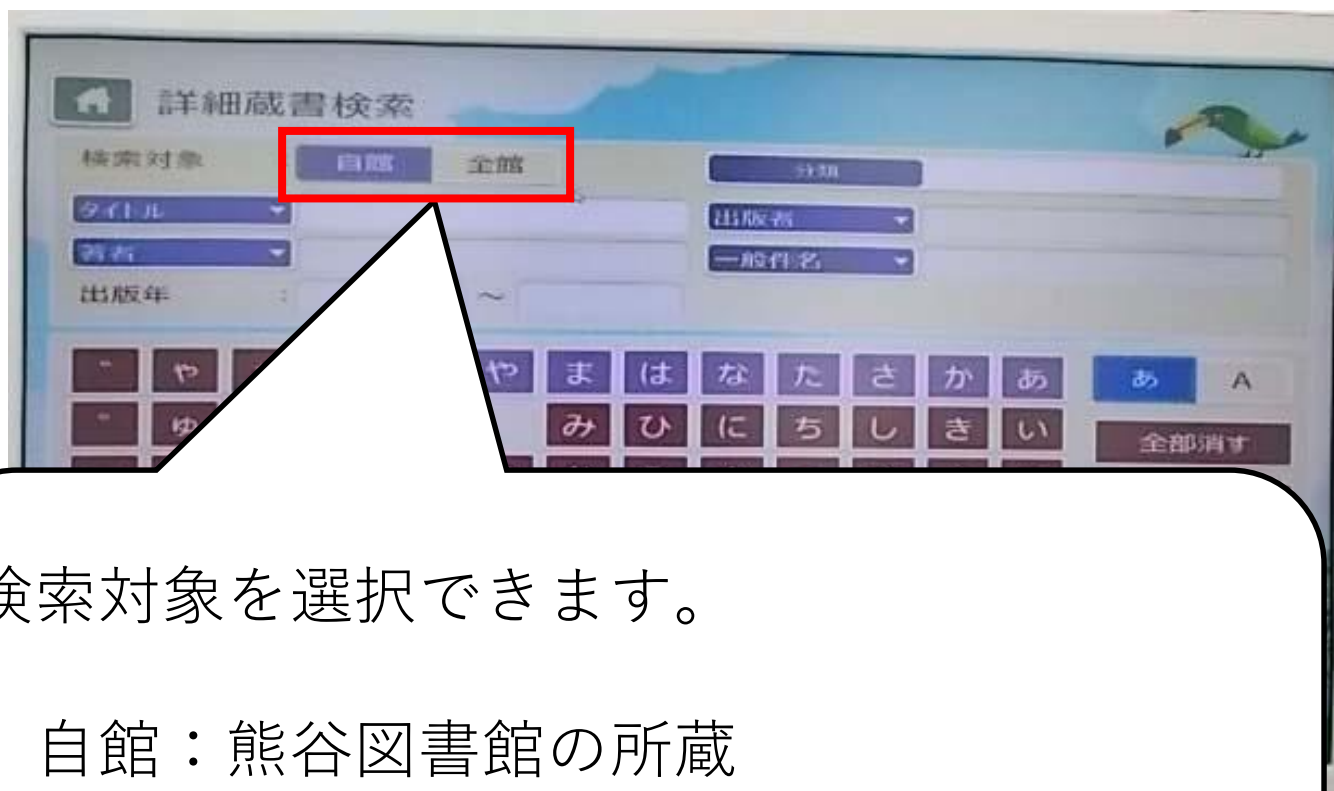 詳細蔵書検索
検索対象 : 自館 全館 分類
タイトル 出版者
著者 一般件名
出版年 : ～
゛ や や ま は な た さ か あ あ A
゜ ゆ み ひ に ち し き い 全部消す
検索対象を選択できます。
自館：熊谷図書館の所蔵